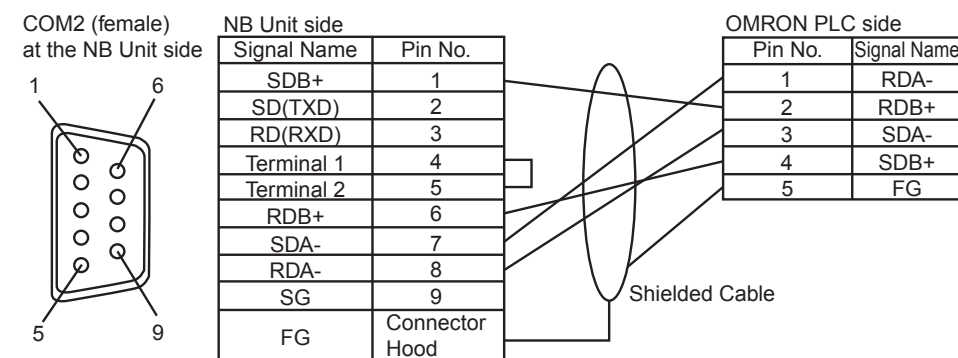 COM2 (female)
at the NB Unit side
1 6
5 9
NB Unit side
Signal Name Pin No.
SDB+ 1
SD(TXD) 2
RD(RXD) 3
Terminal 1 4
Terminal 2 5
RDB+ 6
SDA- 7
RDA- 8
SG 9
FG Connector
Hood
Shielded Cable
OMRON PLC side
Pin No. Signal Name
1 RDA-
2 RDB+
3 SDA-
4 SDB+
5 FG